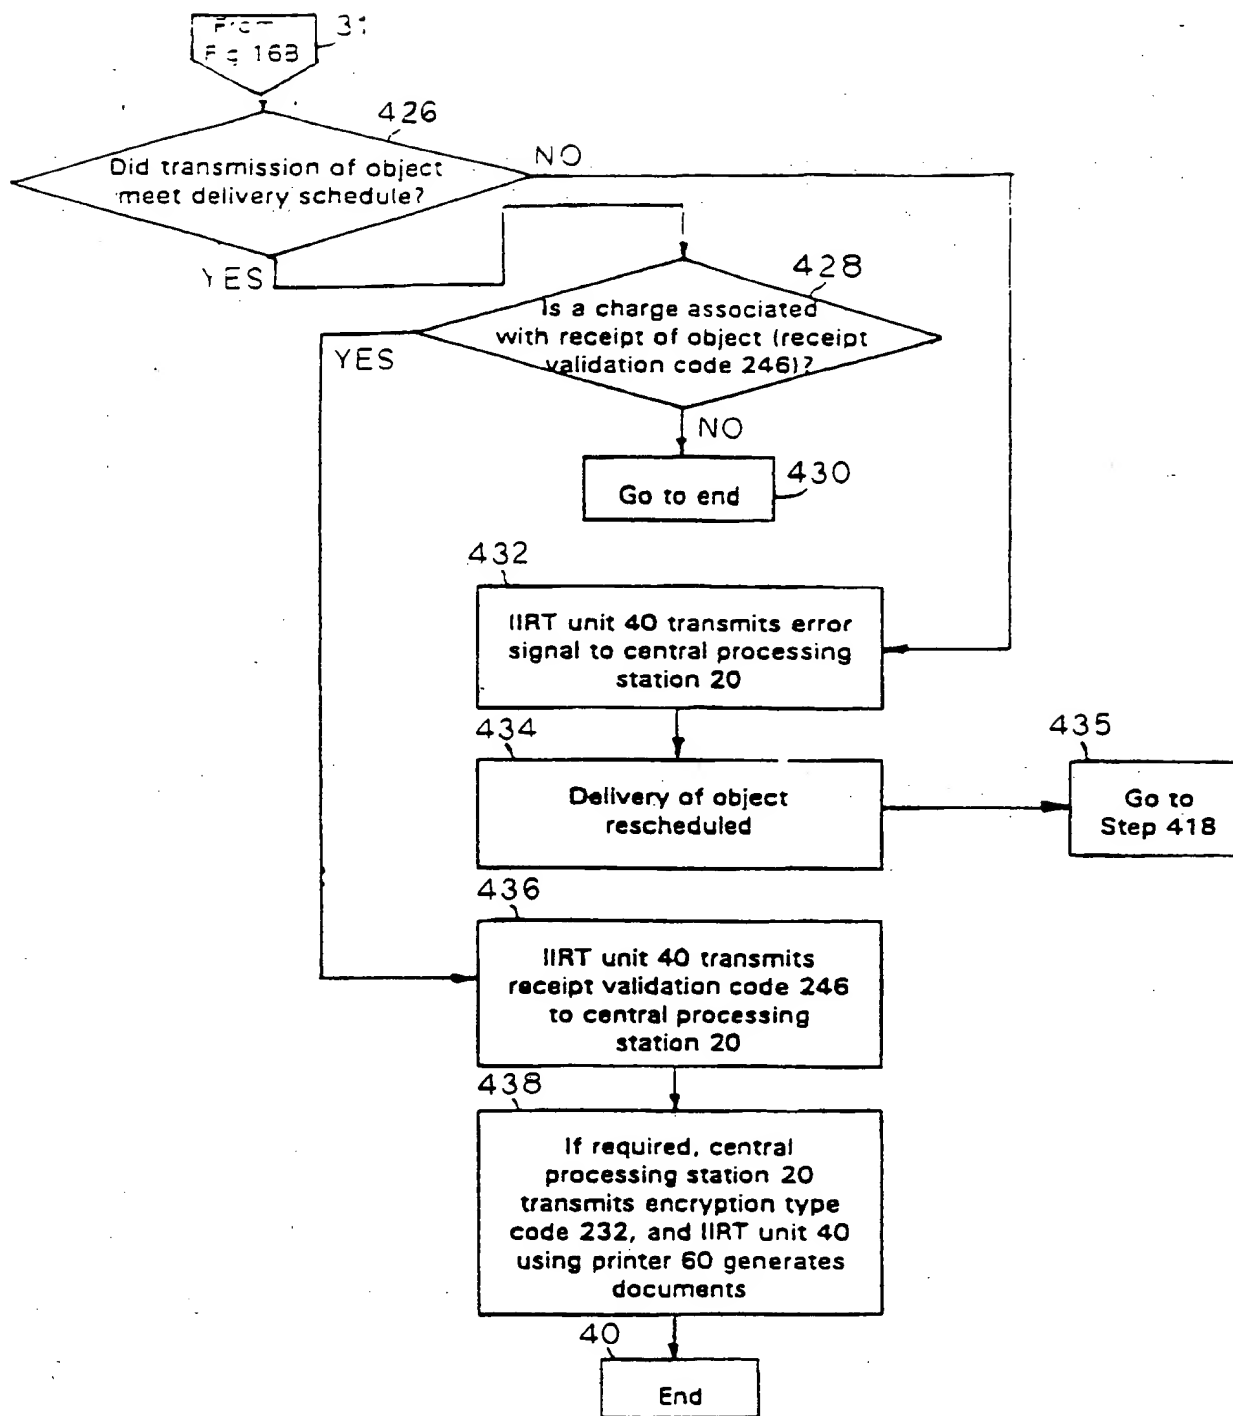 From
Fig 16B
31
426
Did transmission of object
meet delivery schedule?
NO
YES
428
Is a charge associated
with receipt of object (receipt
validation code 246)?
YES
NO
430
Go to end
432
IIRT unit 40 transmits error
signal to central processing
station 20
434
Delivery of object
rescheduled
435
Go to
Step 418
436
IIRT unit 40 transmits
receipt validation code 246
to central processing
station 20
438
If required, central
processing station 20
transmits encryption type
code 232, and IIRT unit 40
using printer 60 generates
documents
40
End